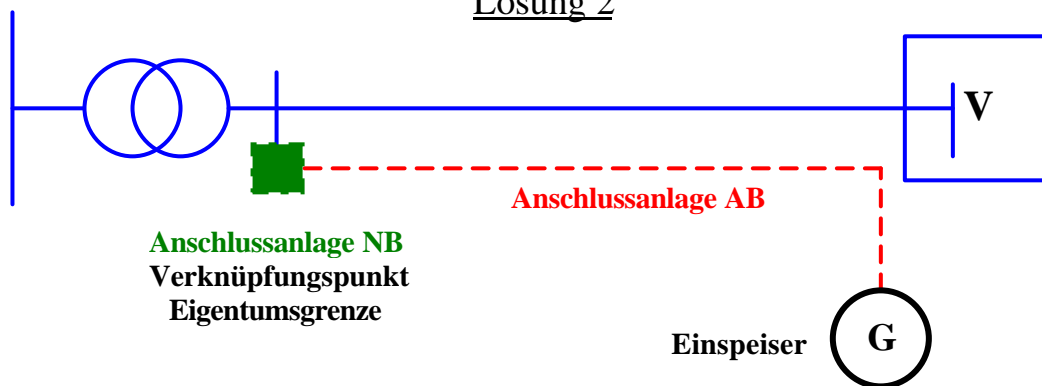 Lösung 2
V
Anschlussanlage AB
Anschlussanlage NB
Verknüpfungspunkt
Eigentumsgrenze
Einspeiser
G